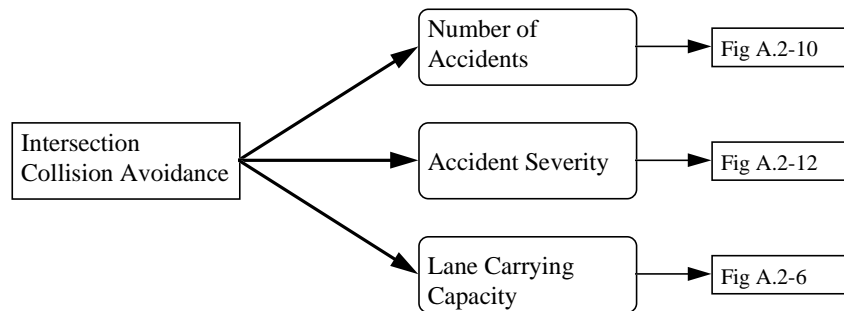 Number of
Accidents
Fig A.2-10
Intersection
Collision Avoidance
Accident Severity
Fig A.2-12
Lane Carrying
Capacity
Fig A.2-6